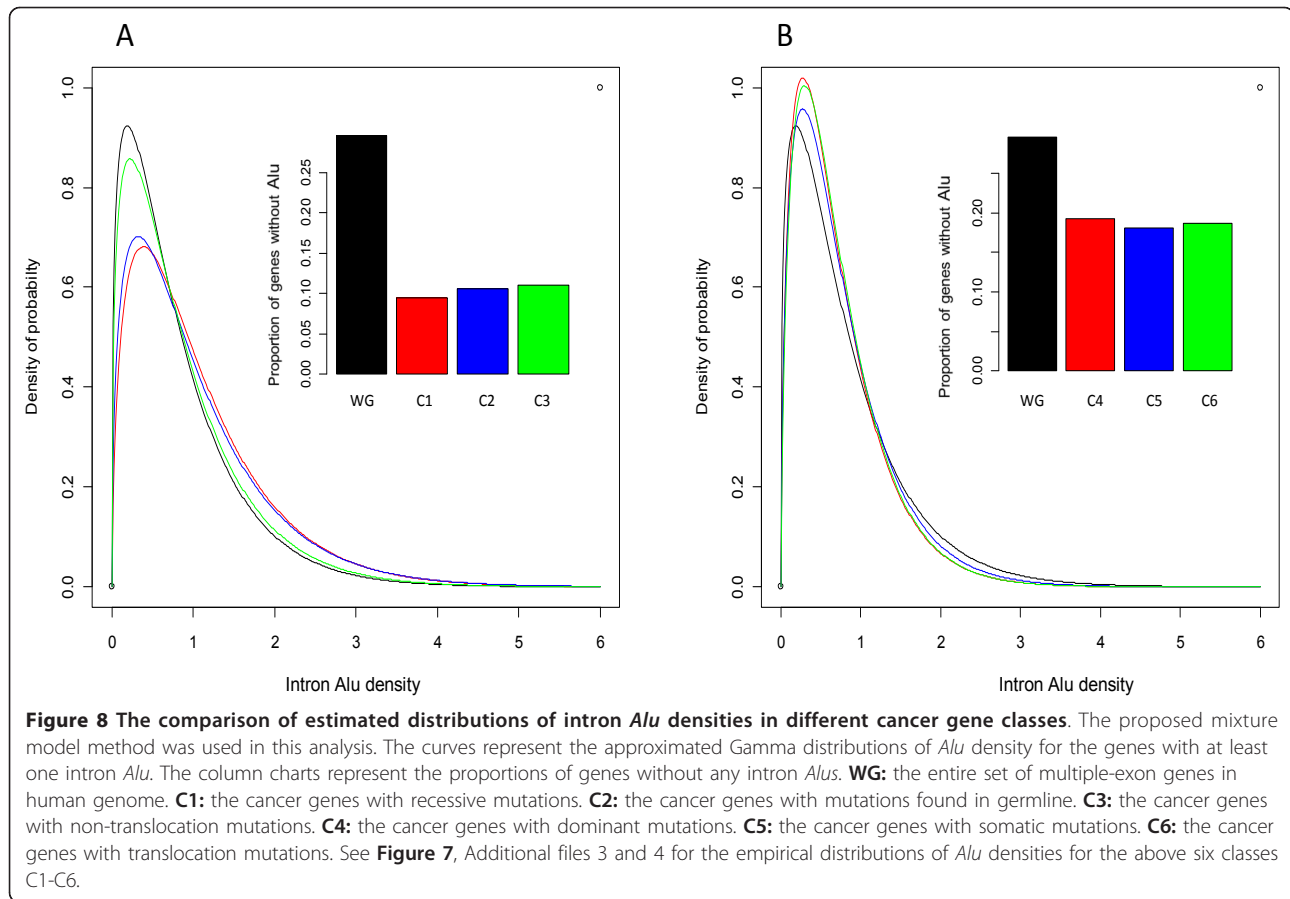 A
B
Density of probabilty
0.0
0.2
0.4
0.6
0.8
1.0
0
1
2
3
4
5
6
Intron Alu density
Proportion of genes without Alu
0.00
0.05
0.10
0.15
0.20
0.25
WG
C1
C2
C3
Density of probabilty
0.0
0.2
0.4
0.6
0.8
1.0
0
1
2
3
4
5
6
Intron Alu density
Proportion of genes without Alu
0.00
0.10
0.20
WG
C4
C5
C6
Figure 8 The comparison of estimated distributions of intron Alu densities in different cancer gene classes. The proposed mixture
model method was used in this analysis. The curves represent the approximated Gamma distributions of Alu density for the genes with at least
one intron Alu. The column charts represent the proportions of genes without any intron Alus. WG: the entire set of multiple-exon genes in
human genome. C1: the cancer genes with recessive mutations. C2: the cancer genes with mutations found in germline. C3: the cancer genes
with non-translocation mutations. C4: the cancer genes with dominant mutations. C5: the cancer genes with somatic mutations. C6: the cancer
genes with translocation mutations. See Figure 7, Additional files 3 and 4 for the empirical distributions of Alu densities for the above six classes
C1-C6.